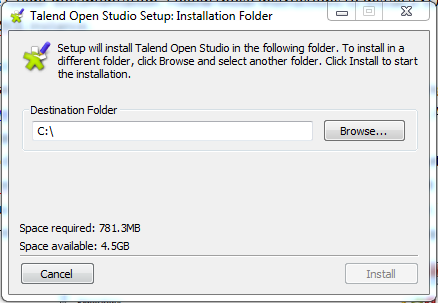 Talend Open Studio Setup: Installation Folder
Setup will install Talend Open Studio in the following folder. To install in a
different folder, click Browse and select another folder. Click Install to start
the installation.
Destination Folder
C:\
Browse...
Space required: 781.3MB
Space available: 4.5GB
Cancel
Install